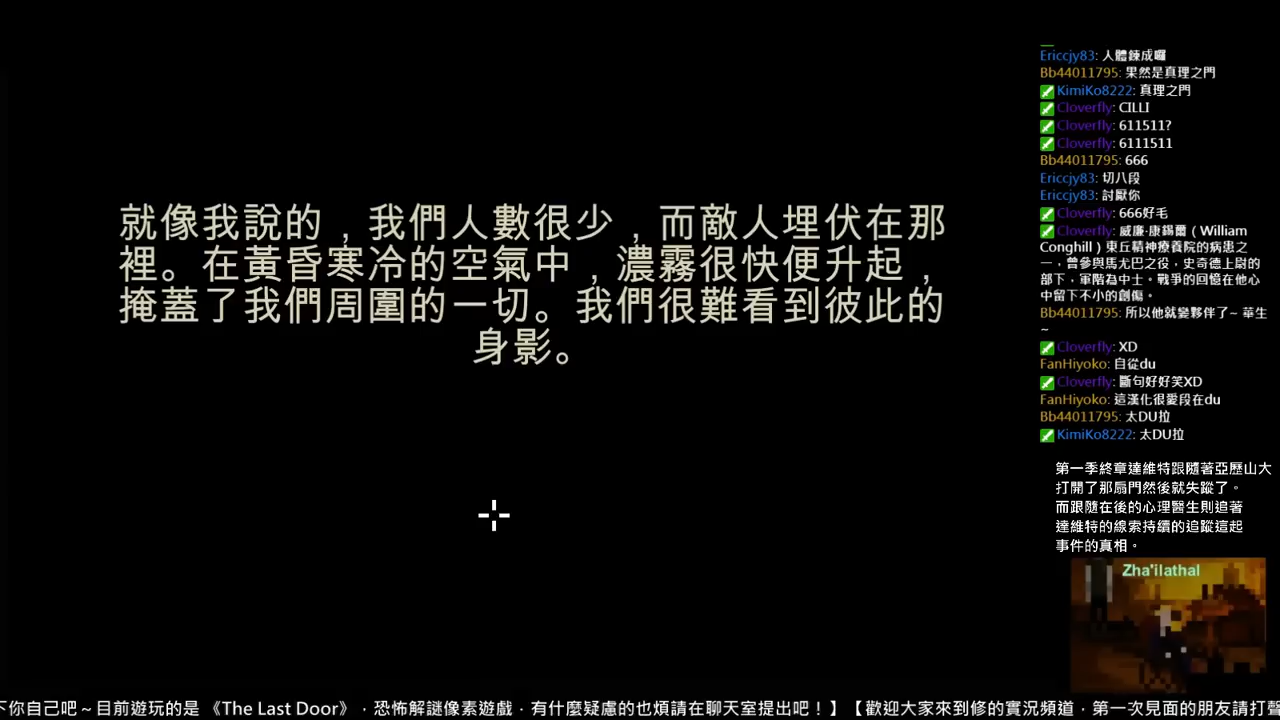 就像我說的，我們人數很少，而敵人埋伏在那
裡。在黃昏寒冷的空氣中，濃霧很快便升起，
掩蓋了我們周圍的一切。我們很難看到彼此的
身影。
Ericcjy83: 人體鍊成囉
Bb44011795: 果然是真理之門
KimiKo8222: 真理之門
Cloverfly: CILLI
Cloverfly: 611511?
Cloverfly: 6111511
Bb44011795: 666
Ericcjy83: 切八段
Ericcjy83: 討厭你
Cloverfly: 666好毛
Cloverfly: 威廉·康錫爾（William
Conghill）東丘精神療養院的病患之
一，曾參與馬尤巴之役，史奇德上尉的
部下，軍階為中士。戰爭的回憶在他心
中留下不小的創傷。
Bb44011795: 所以他就變夥伴了~ 華生
~
Cloverfly: XD
FanHiyoko: 自從du
Cloverfly: 斷句好好笑XD
FanHiyoko: 這漢化很愛段在du
Bb44011795: 太DU拉
KimiKo8222: 太DU拉
第一季終章達維特跟隨著亞歷山大
打開了那扇門然後就失蹤了。
而跟隨在後的心理醫生則追著
達維特的線索持續的追蹤這起
事件的真相。
Zha'ilathal
下你自己吧～目前遊玩的是 《The Last Door》．恐怖解謎像素遊戲．有什麼疑慮的也煩請在聊天室提出吧！】【歡迎大家來到修的實況頻道．第一次見面的朋友請打聲